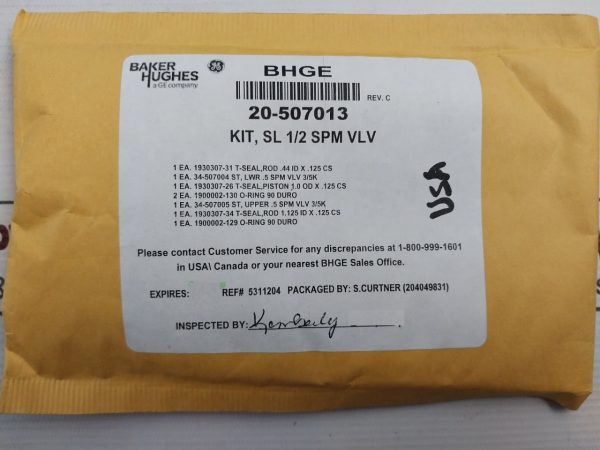 BAKER
HUGHES
a GE company
BHGE
REV. C
20-507013
KIT, SL 1/2 SPM VLV
1 EA. 1930307-31 T-SEAL,ROD .44 ID X .125 CS
1 EA. 34-507004 ST, LWR .5 SPM VLV 3/5K
1 EA. 1930307-26 T-SEAL,PISTON 1.0 OD X .125 CS
2 EA. 1900002-130 O-RING 90 DURO
1 EA. 34-507005 ST, UPPER .5 SPM VLV 3/5K
1 EA. 1930307-34 T-SEAL,ROD 1.125 ID X .125 CS
1 EA. 1900002-129 O-RING 90 DURO
USA
Please contact Customer Service for any discrepancies at 1-800-999-1601
in USA\ Canada or your nearest BHGE Sales Office.
EXPIRES: REF# 5311204 PACKAGED BY: S.CURTNER (204049831)
INSPECTED BY: